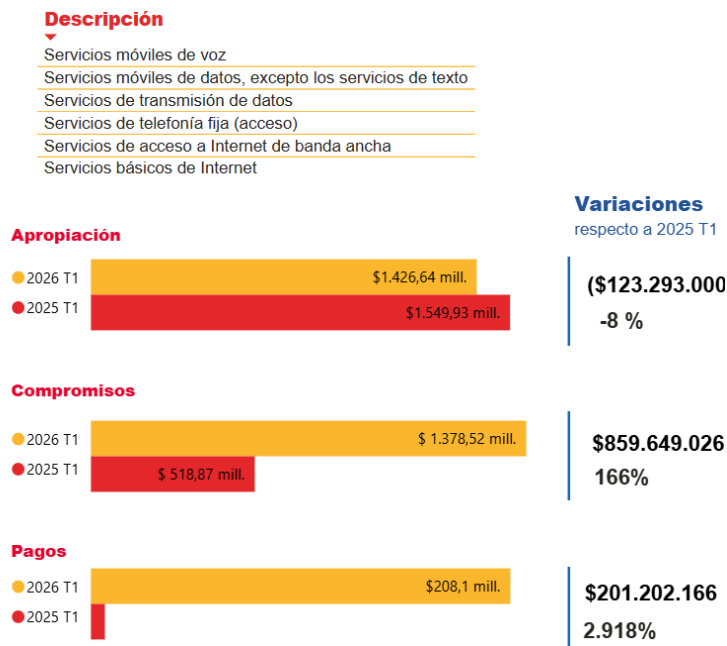 Descripción
Servicios móviles de voz
Servicios móviles de datos, excepto los servicios de texto
Servicios de transmisión de datos
Servicios de telefonía fija (acceso)
Servicios de acceso a Internet de banda ancha
Servicios básicos de Internet
Variaciones
respecto a 2025 T1
Apropiación
2026 T1
$1.426,64 mill.
2025 T1
$1.549,93 mill.
($123.293.000
-8 %
Compromisos
2026 T1
$ 1.378,52 mill.
2025 T1
$ 518,87 mill.
$859.649.026
166%
Pagos
2026 T1
$208,1 mill.
2025 T1
$201.202.166
2.918%